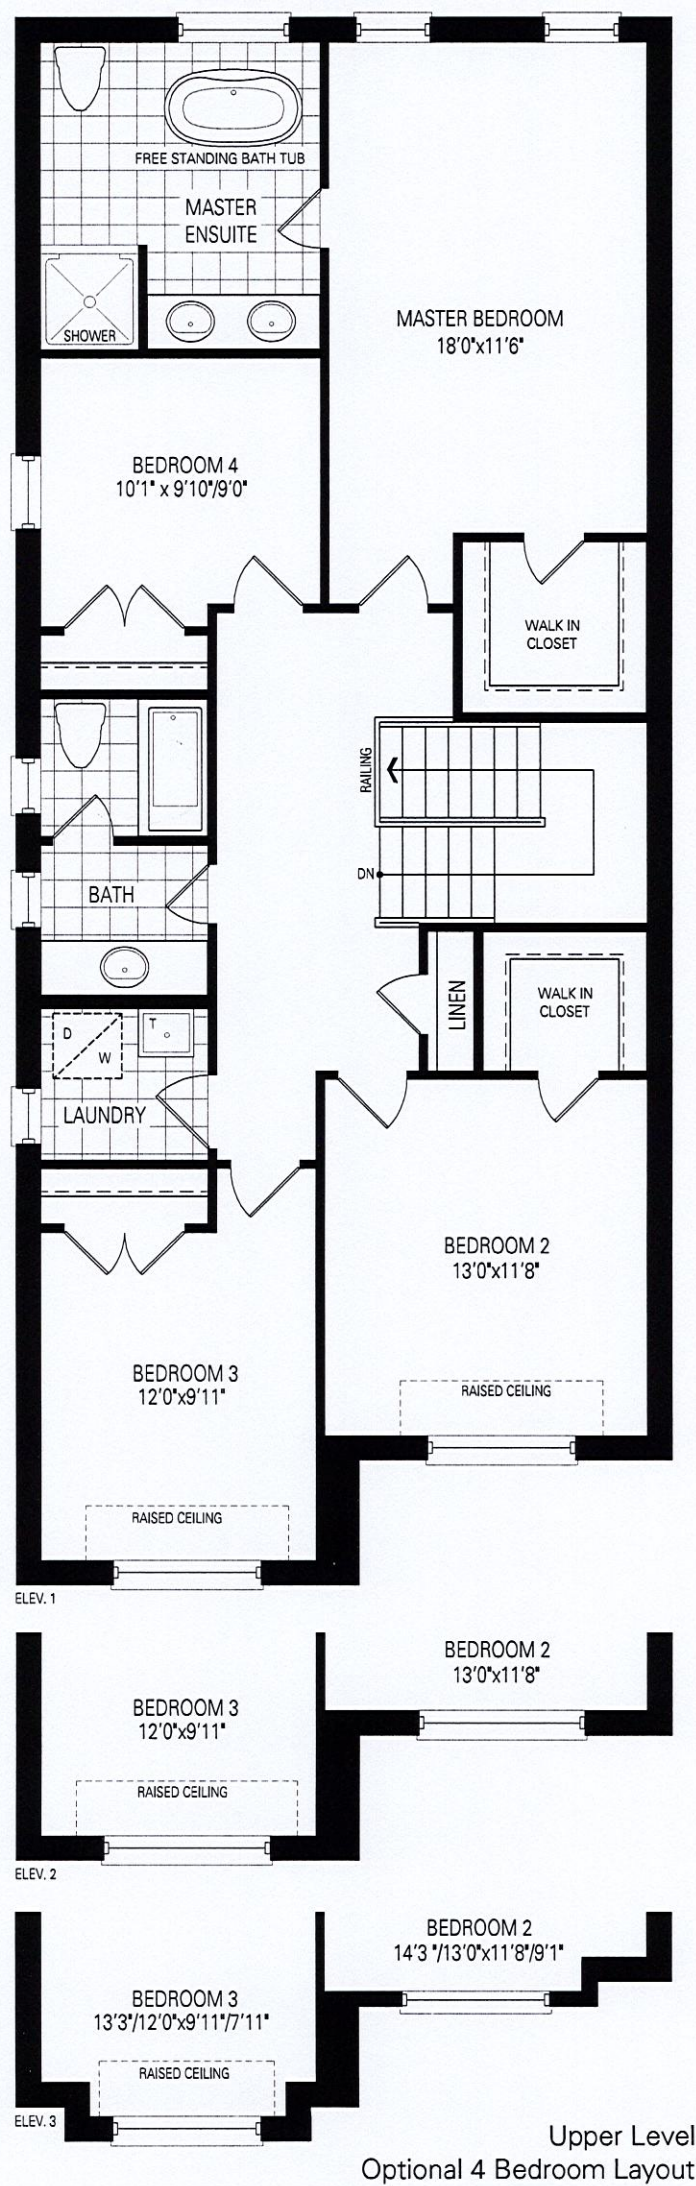 FREE STANDING BATH TUB
MASTER
ENSUITE
SHOWER
MASTER BEDROOM
18'0"x11'6"
BEDROOM 4
10'1" x 9'10"/9'0"
WALK IN
CLOSET
RAILING
DN
BATH
LINEN
WALK IN
CLOSET
D
W
T
LAUNDRY
BEDROOM 2
13'0"x11'8"
BEDROOM 3
12'0"x9'11"
RAISED CEILING
RAISED CEILING
ELEV. 1
BEDROOM 2
13'0"x11'8"
BEDROOM 3
12'0"x9'11"
RAISED CEILING
ELEV. 2
BEDROOM 2
14'3 "/13'0"x11'8"/9'1"
BEDROOM 3
13'3"/12'0"x9'11"/7'11"
RAISED CEILING
ELEV. 3
Upper Level
Optional 4 Bedroom Layout